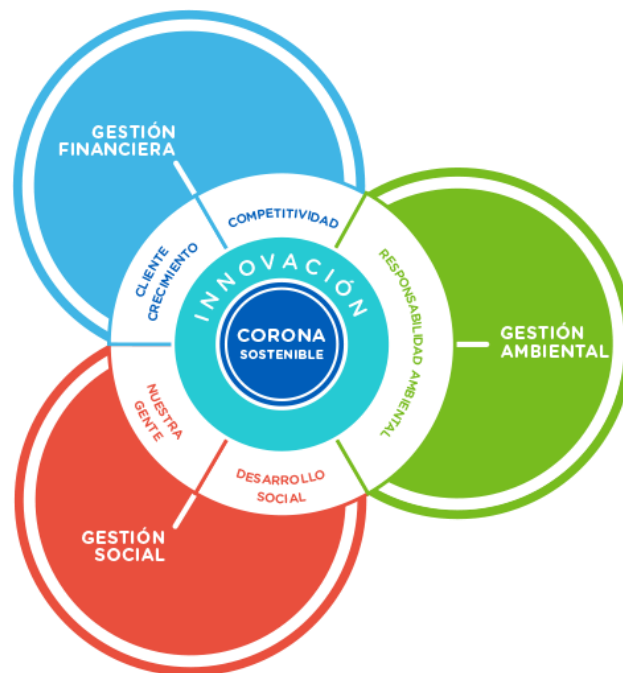 GESTIÓN
FINANCIERA
COMPETITIVIDAD
CLIENTE
CRECIMIENTO
INNOVACIÓN
RESPONSABILIDAD AMBIENTAL
CORONA
SOSTENIBLE
GESTIÓN
AMBIENTAL
NUESTRA
GENTE
DESARROLLO
SOCIAL
GESTIÓN
SOCIAL